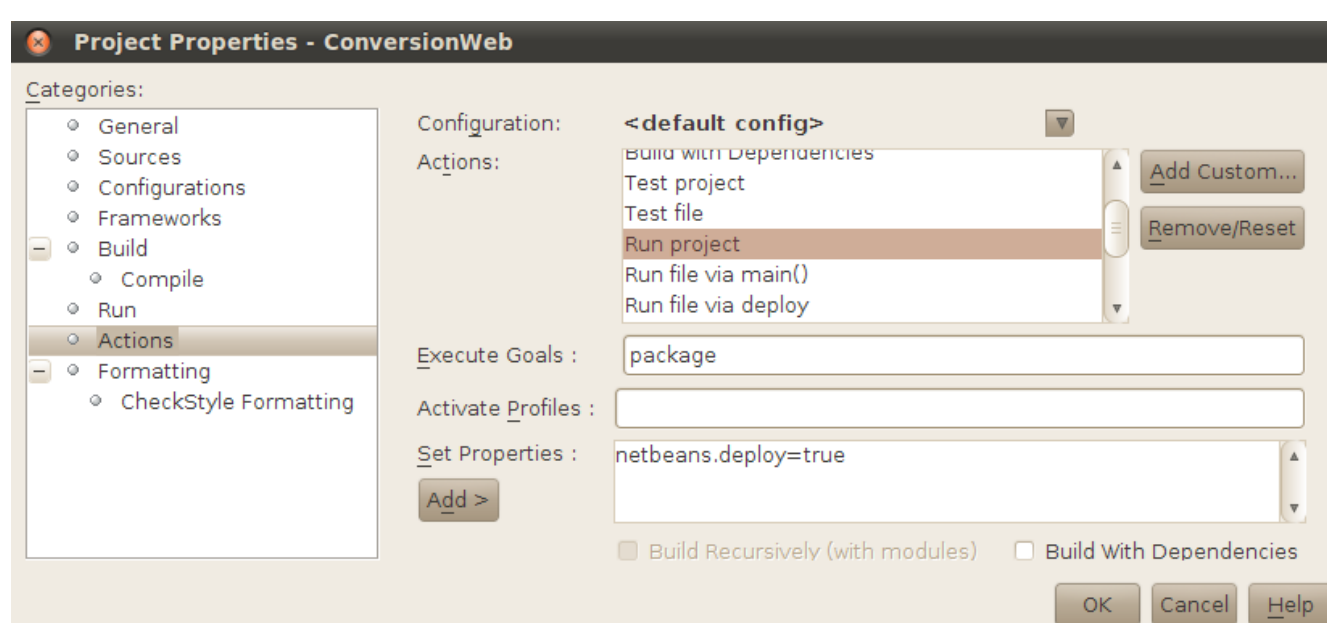 Project Properties - ConversionWeb
Categories:
General
Sources
Configurations
Frameworks
Build
Compile
Run
Actions
Formatting
CheckStyle Formatting
Configuration:
<default config>
Actions:
Build with Dependencies
Test project
Test file
Run project
Run file via main()
Run file via deploy
Add Custom...
Remove/Reset
Execute Goals :
package
Activate Profiles :
Set Properties :
netbeans.deploy=true
Add >
Build Recursively (with modules)
Build With Dependencies
OK
Cancel
Help